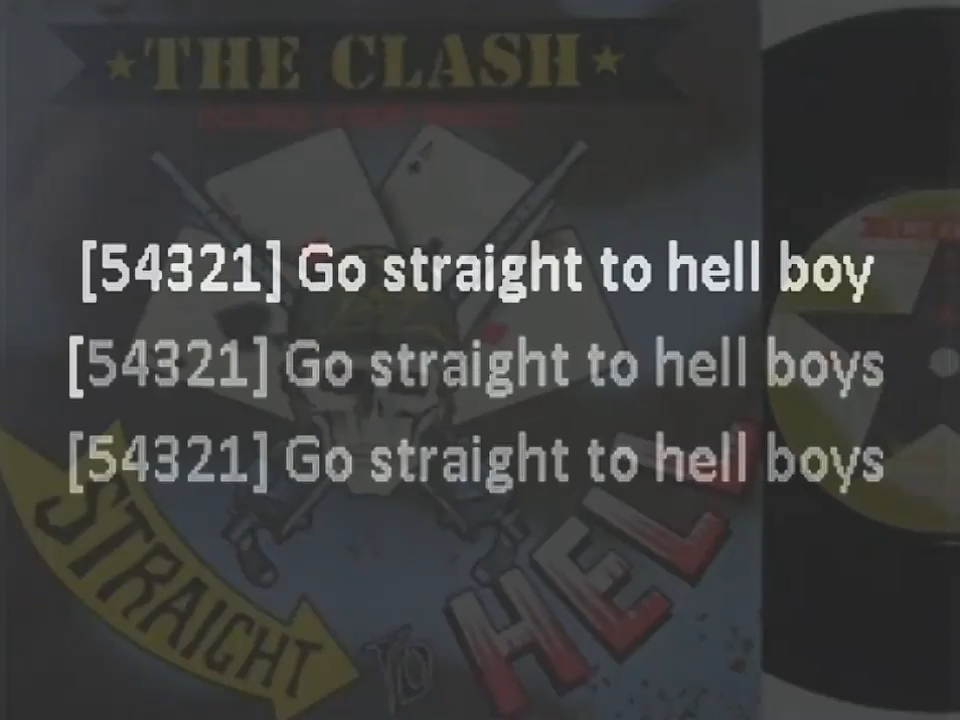 ★THE CLASH★
[54321] Go straight to hell boy
[54321] Go straight to hell boys
[54321] Go straight to hell boys
STRAIGHT
TO
HELL